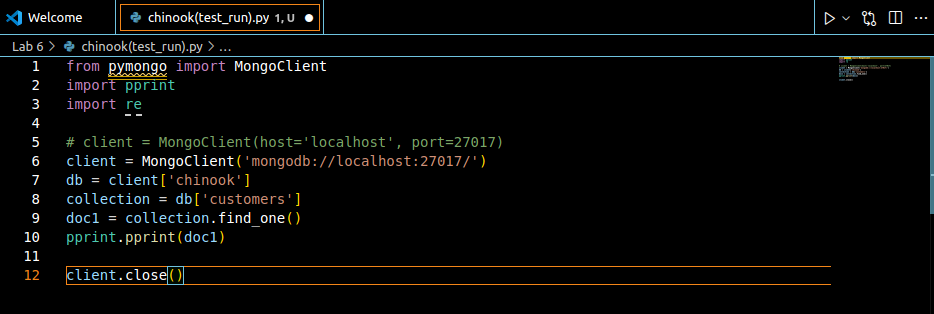 Welcome
chinook(test_run).py 1, U
Lab 6 > chinook(test_run).py > ...
1 from pymongo import MongoClient
2 import pprint
3 import re
4
5 # client = MongoClient(host='localhost', port=27017)
6 client = MongoClient('mongodb://localhost:27017/')
7 db = client['chinook']
8 collection = db['customers']
9 doc1 = collection.find_one()
10 pprint.pprint(doc1)
11
12 client.close()